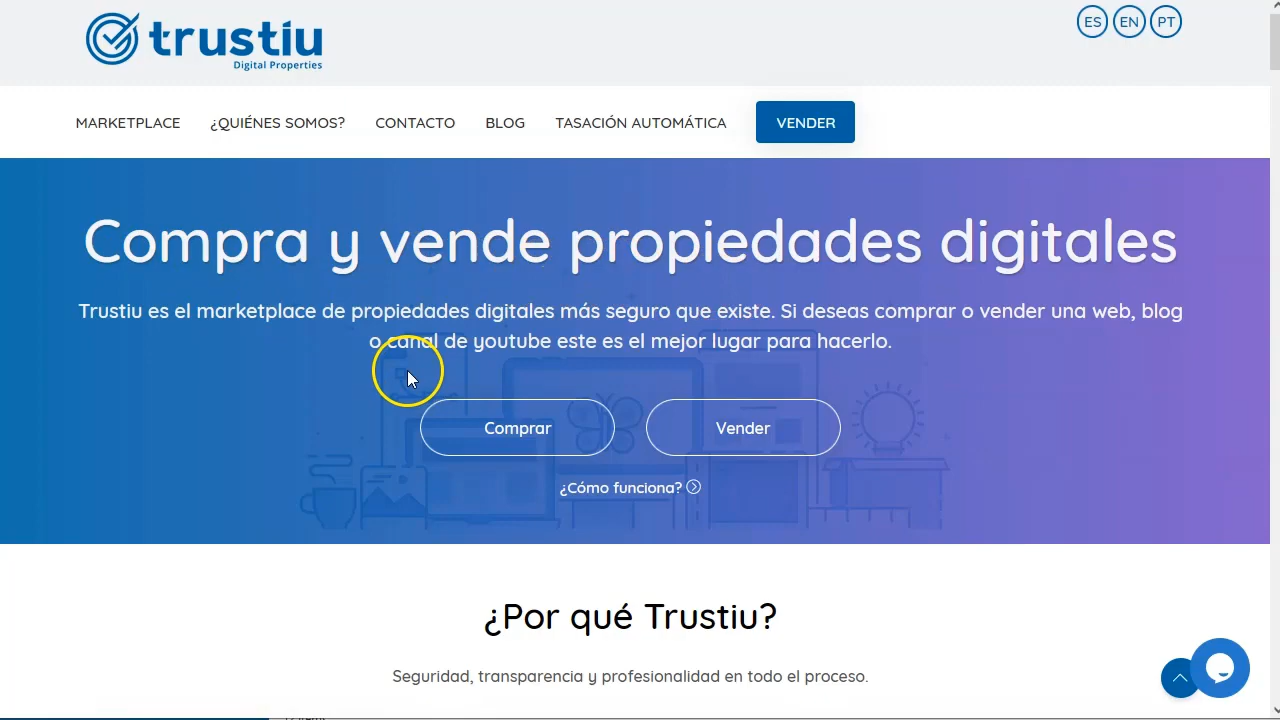 trustiu
Digital Properties
ES EN PT
MARKETPLACE ¿QUIÉNES SOMOS? CONTACTO BLOG TASACIÓN AUTOMÁTICA VENDER
Compra y vende propiedades digitales
Trustiu es el marketplace de propiedades digitales más seguro que existe. Si deseas comprar o vender una web, blog
o canal de youtube este es el mejor lugar para hacerlo.
Comprar Vender
¿Cómo funciona?
¿Por qué Trustiu?
Seguridad, transparencia y profesionalidad en todo el proceso.